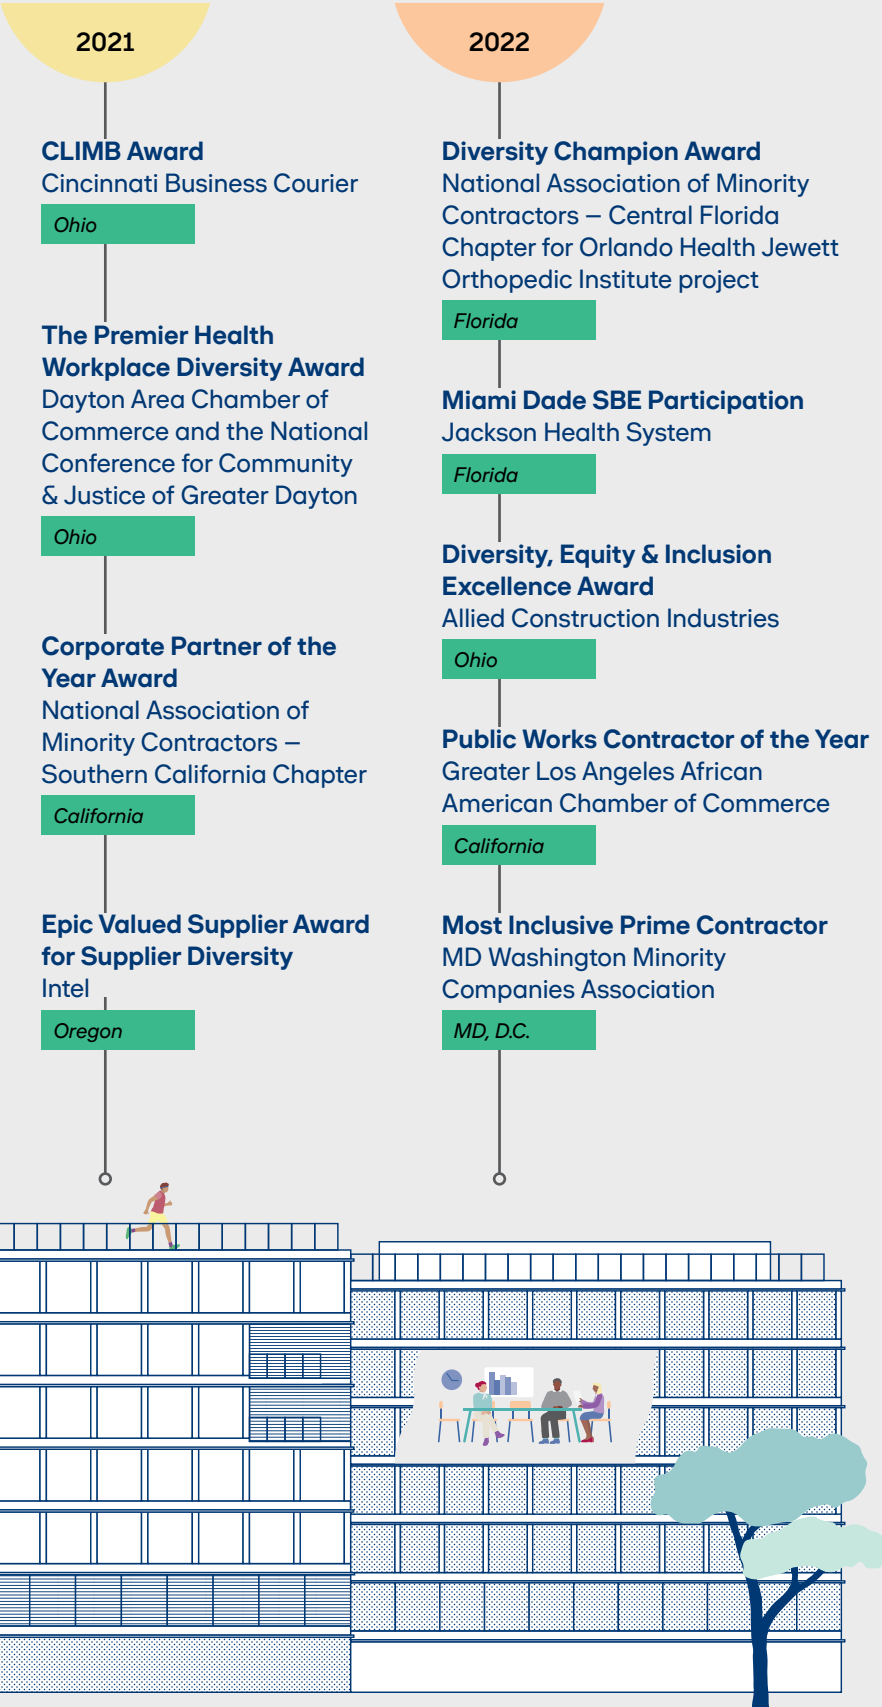 2021
CLIMB Award
Cincinnati Business Courier
Ohio
The Premier Health
Workplace Diversity Award
Dayton Area Chamber of
Commerce and the National
Conference for Community
& Justice of Greater Dayton
Ohio
Corporate Partner of the
Year Award
National Association of
Minority Contractors –
Southern California Chapter
California
Epic Valued Supplier Award
for Supplier Diversity
Intel
Oregon
2022
Diversity Champion Award
National Association of Minority
Contractors – Central Florida
Chapter for Orlando Health Jewett
Orthopedic Institute project
Florida
Miami Dade SBE Participation
Jackson Health System
Florida
Diversity, Equity & Inclusion
Excellence Award
Allied Construction Industries
Ohio
Public Works Contractor of the Year
Greater Los Angeles African
American Chamber of Commerce
California
Most Inclusive Prime Contractor
MD Washington Minority
Companies Association
MD, D.C.